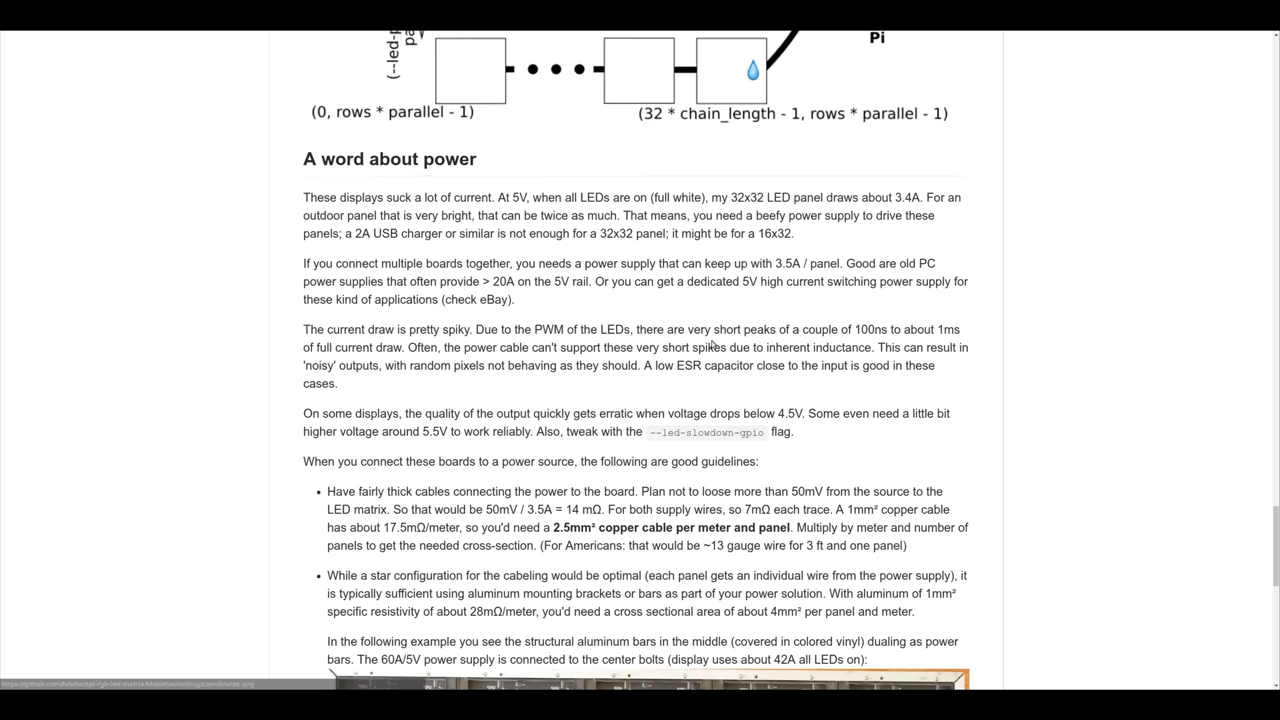 (--led-p
pa
Pi
(0, rows * parallel - 1)
(32 * chain_length - 1, rows * parallel - 1)
A word about power
These displays suck a lot of current. At 5V, when all LEDs are on (full white), my 32x32 LED panel draws about 3.4A. For an
outdoor panel that is very bright, that can be twice as much. That means, you need a beefy power supply to drive these
panels; a 2A USB charger or similar is not enough for a 32x32 panel; it might be for a 16x32.
If you connect multiple boards together, you needs a power supply that can keep up with 3.5A / panel. Good are old PC
power supplies that often provide > 20A on the 5V rail. Or you can get a dedicated 5V high current switching power supply for
these kind of applications (check eBay).
The current draw is pretty spiky. Due to the PWM of the LEDs, there are very short peaks of a couple of 100ns to about 1ms
of full current draw. Often, the power cable can't support these very short spikes due to inherent inductance. This can result in
'noisy' outputs, with random pixels not behaving as they should. A low ESR capacitor close to the input is good in these
cases.
On some displays, the quality of the output quickly gets erratic when voltage drops below 4.5V. Some even need a little bit
higher voltage around 5.5V to work reliably. Also, tweak with the --led-slowdown-gpio flag.
When you connect these boards to a power source, the following are good guidelines:
• Have fairly thick cables connecting the power to the board. Plan not to loose more than 50mV from the source to the
LED matrix. So that would be 50mV / 3.5A = 14 mΩ. For both supply wires, so 7mΩ each trace. A 1mm² copper cable
has about 17.5mΩ/meter, so you'd need a 2.5mm² copper cable per meter and panel. Multiply by meter and number of
panels to get the needed cross-section. (For Americans: that would be ~13 gauge wire for 3 ft and one panel)
• While a star configuration for the cabeling would be optimal (each panel gets an individual wire from the power supply), it
is typically sufficient using aluminum mounting brackets or bars as part of your power solution. With aluminum of 1mm²
specific resistivity of about 28mΩ/meter, you'd need a cross sectional area of about 4mm² per panel and meter.
In the following example you see the structural aluminum bars in the middle (covered in colored vinyl) dualing as power
bars. The 60A/5V power supply is connected to the center bolts (display uses about 42A all LEDs on):